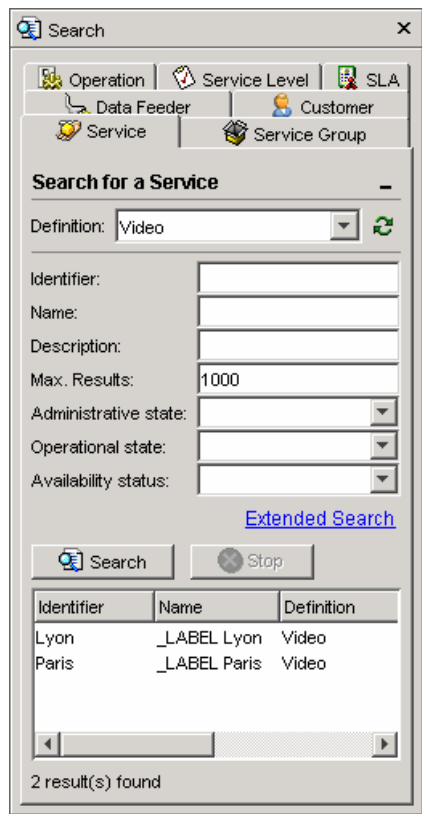 Search
Operation Service Level SLA
Data Feeder Customer
Service Service Group
Search for a Service
Definition: Video
Identifier:
Name:
Description:
Max. Results: 1000
Administrative state:
Operational state:
Availability status:
Extended Search
Search Stop
Identifier Name Definition
Lyon _LABEL Lyon Video
Paris _LABEL Paris Video
2 result(s) found